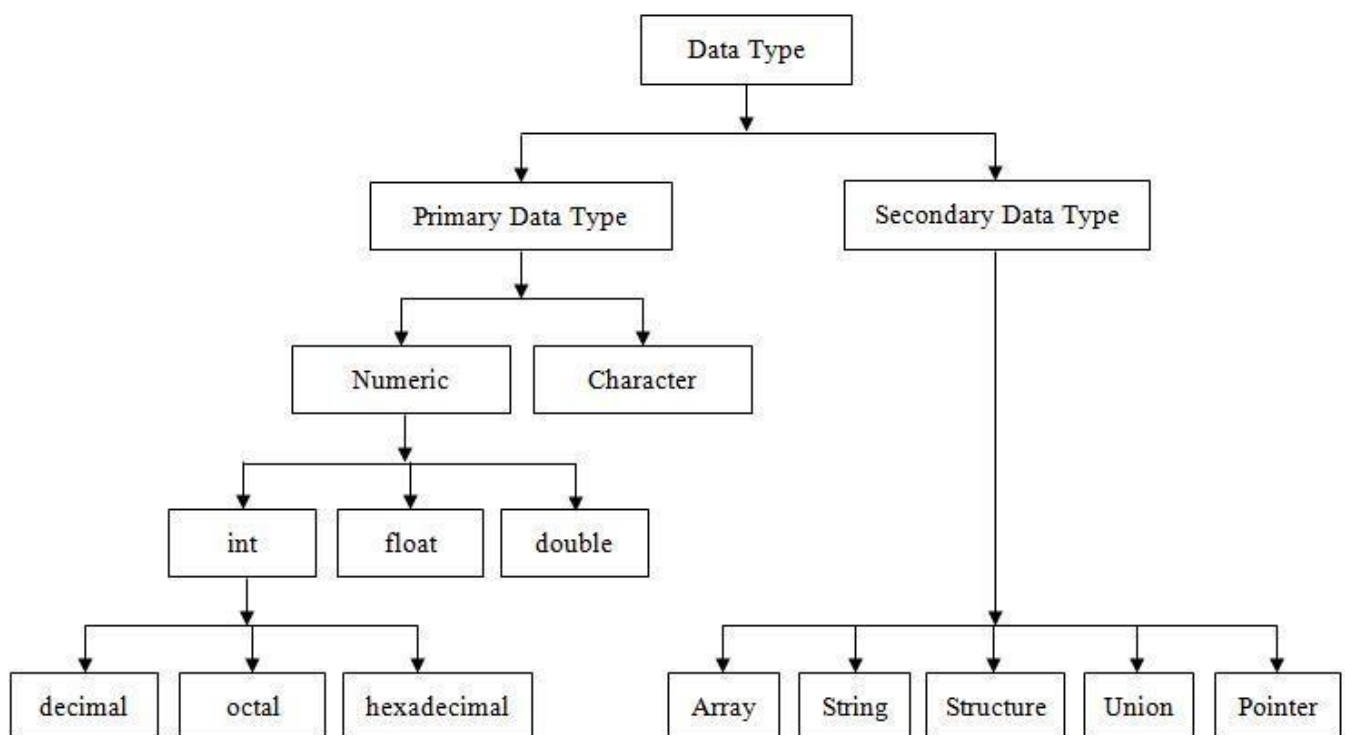 Data Type
Primary Data Type
Secondary Data Type
Numeric
Character
int
float
double
decimal
octal
hexadecimal
Array
String
Structure
Union
Pointer